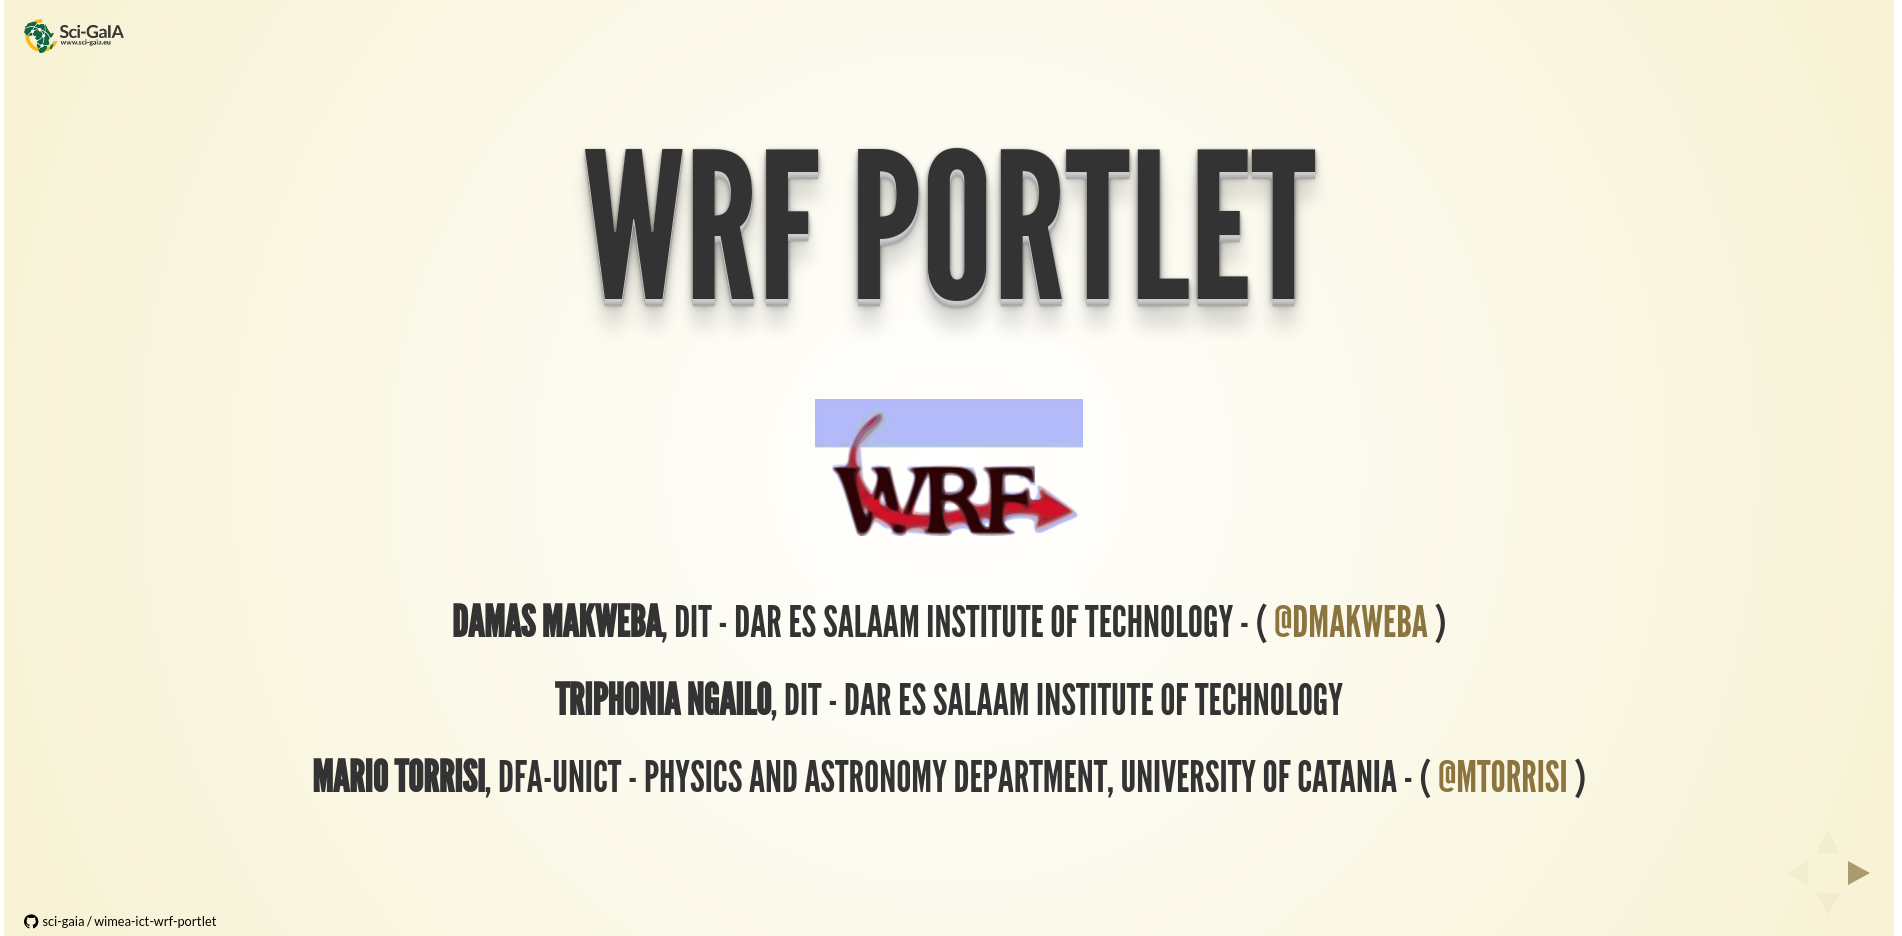 Sci-GaIA
www.sci-gaia.eu
WRF PORTLET
WRF
DAMAS MAKWEBA, DIT - DAR ES SALAAM INSTITUTE OF TECHNOLOGY - ( @DMAKWEBA )
TRIPHONIA NGAILO, DIT - DAR ES SALAAM INSTITUTE OF TECHNOLOGY
MARIO TORRISI, DFA-UNICT - PHYSICS AND ASTRONOMY DEPARTMENT, UNIVERSITY OF CATANIA - ( @MTORRISI )
sci-gaia / wimea-ict-wrf-portlet